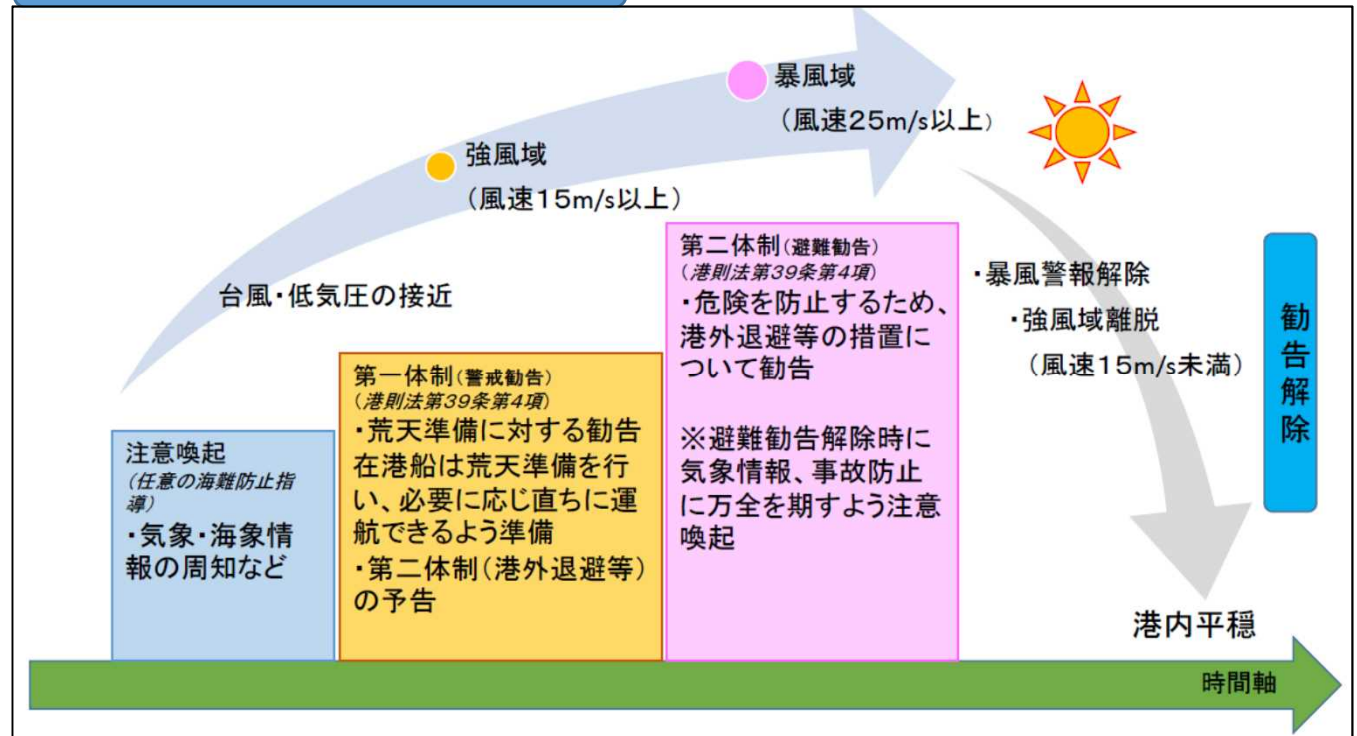 暴風域
（風速25m/s以上）
強風域
（風速15m/s以上）
台風・低気圧の接近
注意喚起
（任意の海難防止指
導）
・気象・海象情
報の周知など
第一体制（警戒勧告）
（港則法第39条第4項）
・荒天準備に対する勧告
在港船は荒天準備を行
い、必要に応じ直ちに運
航できるよう準備
・第二体制（港外退避等）
の予告
第二体制（避難勧告）
（港則法第39条第4項）
・危険を防止するため、
港外退避等の措置に
ついて勧告
※避難勧告解除時に
気象情報、事故防止
に万全を期すよう注意
喚起
・暴風警報解除
・強風域離脱
（風速15m/s未満）
勧告解除
港内平穏
時間軸